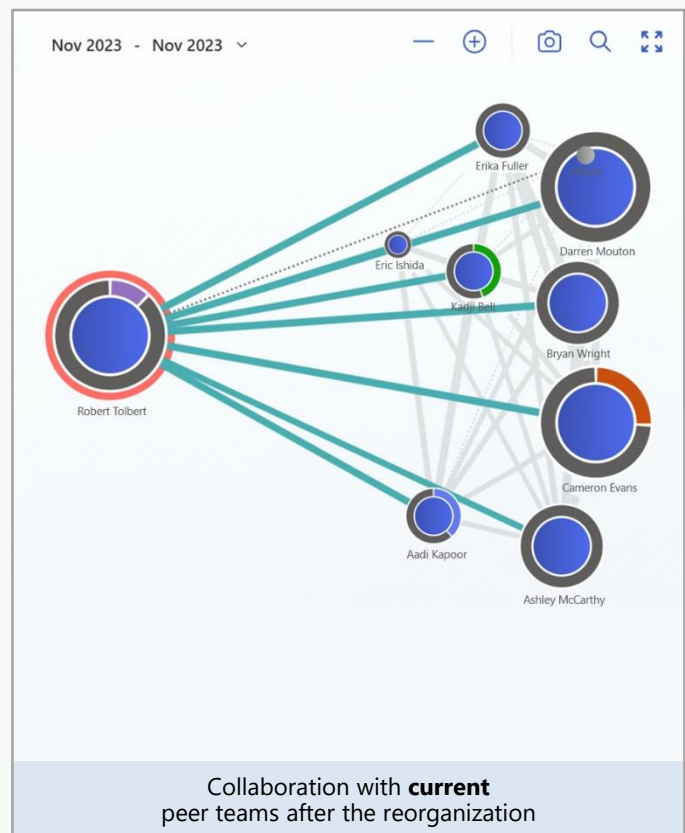 Nov 2023 - Nov 2023
Erika Fuller
Darren Mouton
Eric Ishida
Kadji Bell
Bryan Wright
Robert Tolbert
Cameron Evans
Aadi Kapoor
Ashley McCarthy
Collaboration with current
peer teams after the reorganization